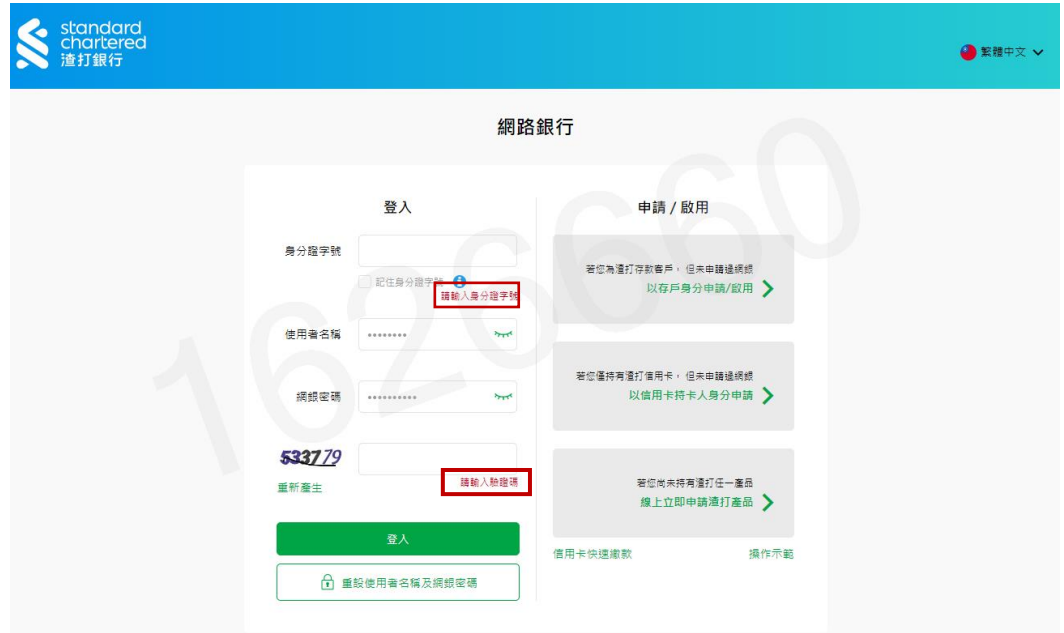 standard
chartered
渣打銀行
繁體中文
網路銀行
登入
身分證字號
記住身分證字號
請輸入身分證字號
使用者名稱
網銀密碼
533779
重新產生
請輸入驗證碼
登入
重設使用者名稱及網銀密碼
申請 / 啟用
若您為渣打存款客戶，但未申請過網銀
以存戶身分申請/啟用
若您僅持有渣打信用卡，但未申請過網銀
以信用卡持卡人身分申請
若您尚未持有渣打任一產品
線上立即申請渣打產品
信用卡快速繳款
操作示範
1626660